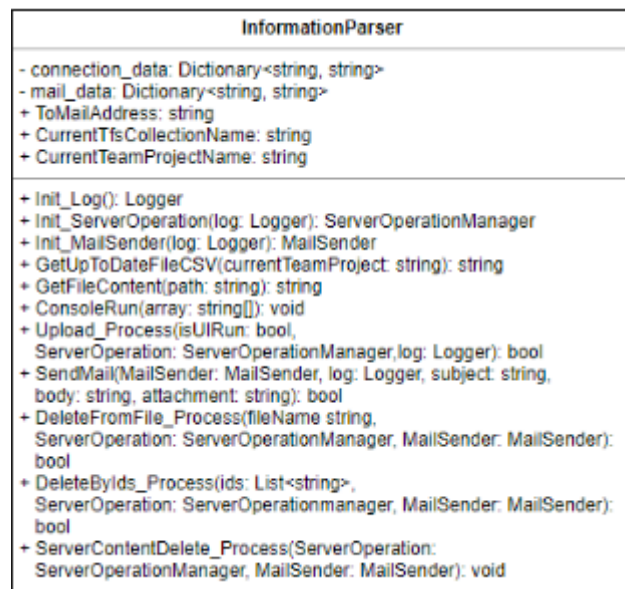 InformationParser
- connection_data: Dictionary<string, string>
- mail_data: Dictionary<string, string>
+ ToMailAddress: string
+ CurrentTfsCollectionName: string
+ CurrentTeamProjectName: string
+ Init_Log(): Logger
+ Init_ServerOperation(log: Logger): ServerOperationManager
+ Init_MailSender(log: Logger): MailSender
+ GetUpToDateFileCSV(currentTeamProject: string): string
+ GetFileContent(path: string): string
+ ConsoleRun(array: string[]): void
+ Upload_Process(isUIRun: bool,
ServerOperation: ServerOperationManager,log: Logger): bool
+ SendMail(MailSender: MailSender, log: Logger, subject: string,
body: string, attachment: string): bool
+ DeleteFromFile_Process(fileName string,
ServerOperation: ServerOperationManager, MailSender: MailSender):
bool
+ DeleteByIds_Process(ids: List<string>,
ServerOperation: ServerOperationmanager, MailSender: MailSender):
bool
+ ServerContentDelete_Process(ServerOperation:
ServerOperationManager, MailSender: MailSender): void